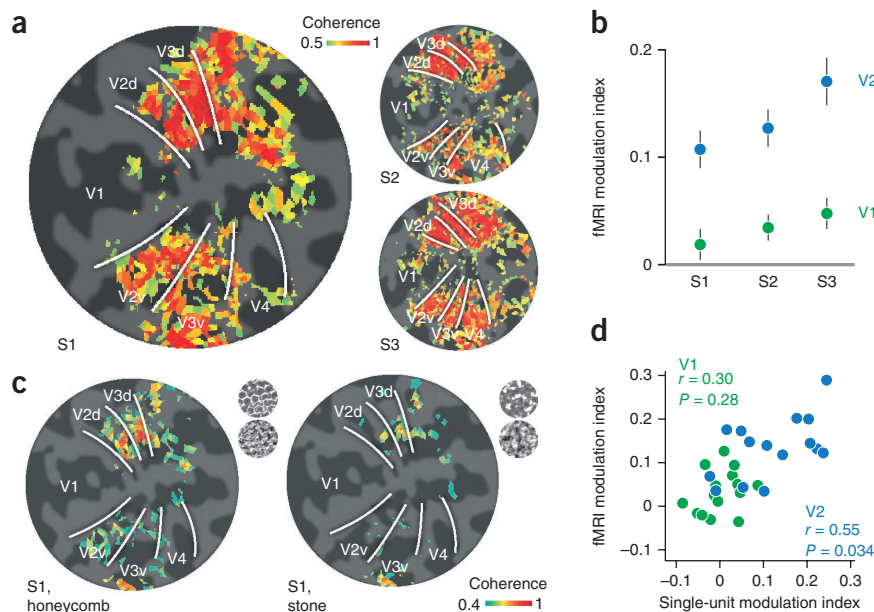 a
Coherence
0.5
1
V3d
V2d
V1
V2v
V3v
V4
S1
V3d
V2d
V1
V2v
V3v
V4
S2
V3d
V2d
V1
V2v
V3v
V4
S3
b
fMRI modulation index
0.2
0.1
0
V2
V1
S1
S2
S3
c
V3d
V2d
V1
V2v
V3v
V4
S1,
honeycomb
V3d
V2d
V1
V2v
V3v
V4
S1,
stone
Coherence
0.4
1
d
fMRI modulation index
0.3
0.2
0.1
0
–0.1
V1
r = 0.30
P = 0.28
V2
r = 0.55
P = 0.034
–0.1
0
0.1
0.2
0.3
Single-unit modulation index